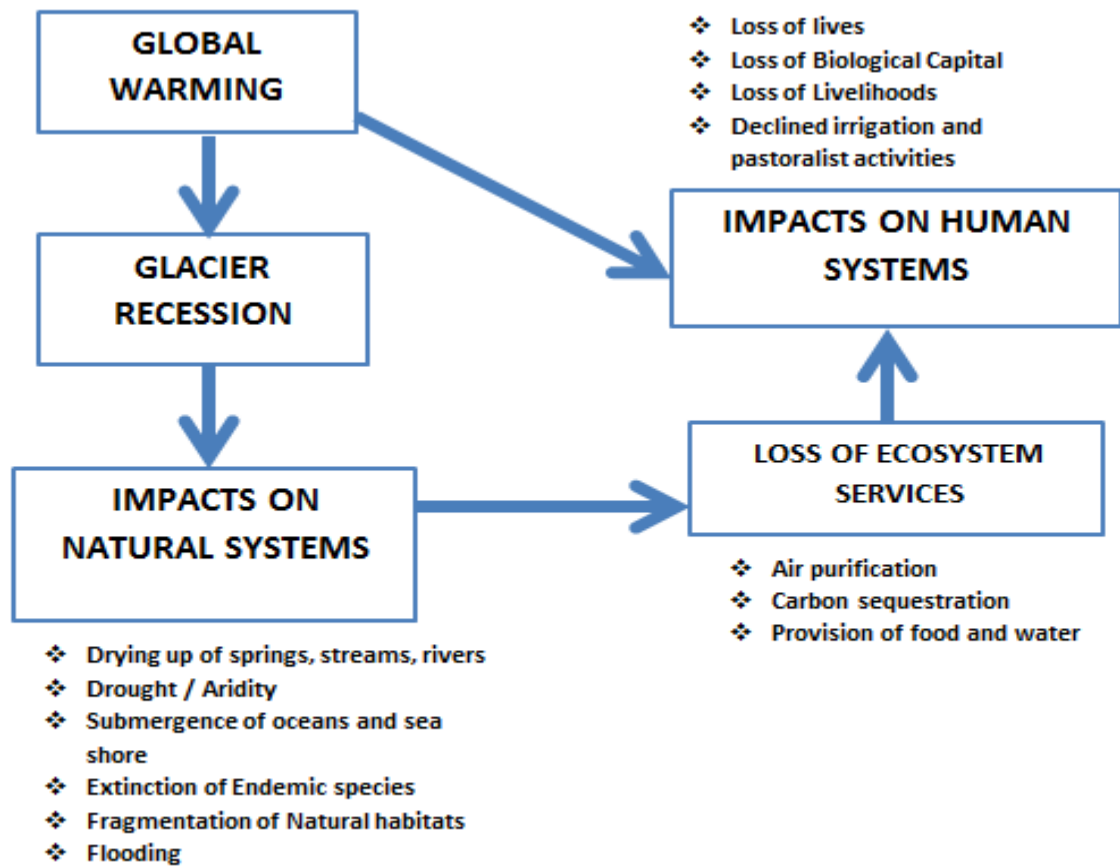 GLOBAL
WARMING
❖ Loss of lives
❖ Loss of Biological Capital
❖ Loss of Livelihoods
❖ Declined irrigation and
pastoralist activities
IMPACTS ON HUMAN
SYSTEMS
GLACIER
RECESSION
LOSS OF ECOSYSTEM
SERVICES
❖ Air purification
❖ Carbon sequestration
❖ Provision of food and water
IMPACTS ON
NATURAL SYSTEMS
❖ Drying up of springs, streams, rivers
❖ Drought / Aridity
❖ Submergence of oceans and sea
shore
❖ Extinction of Endemic species
❖ Fragmentation of Natural habitats
❖ Flooding